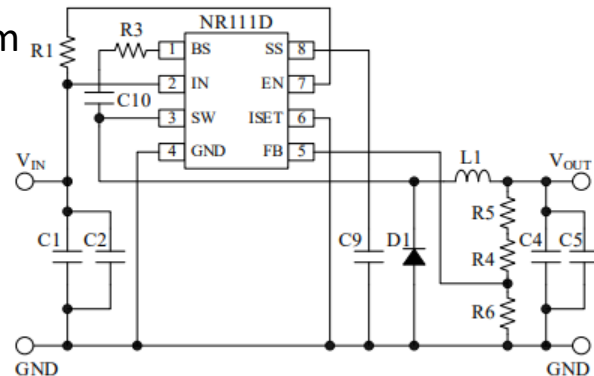 m
NR111D
R1
R3
1 BS SS 8
2 IN EN 7
C10
3 SW ISET 6
4 GND FB 5
VIN
L1
VOUT
C1 C2 C9 D1 R5 C4 C5
R4
R6
GND GND